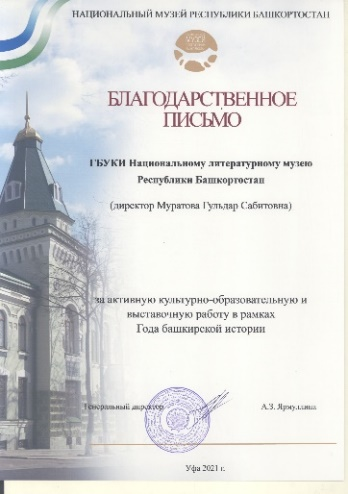 НАЦИОНАЛЬНЫЙ МУЗЕЙ РЕСПУБЛИКИ БАШКОРТОСТАН
БЛАГОДАРСТВЕННОЕ
ПИСЬМО
ГБУКИ Национальному литературному музею
Республики Башкортостан
(директор Муратова Гульдар Сабитовна)
за активную культурно-образовательную и
выставочную работу в рамках
Года башкирской истории
Генеральный директор
А.З. Ярмуллина
Уфа 2021 г.